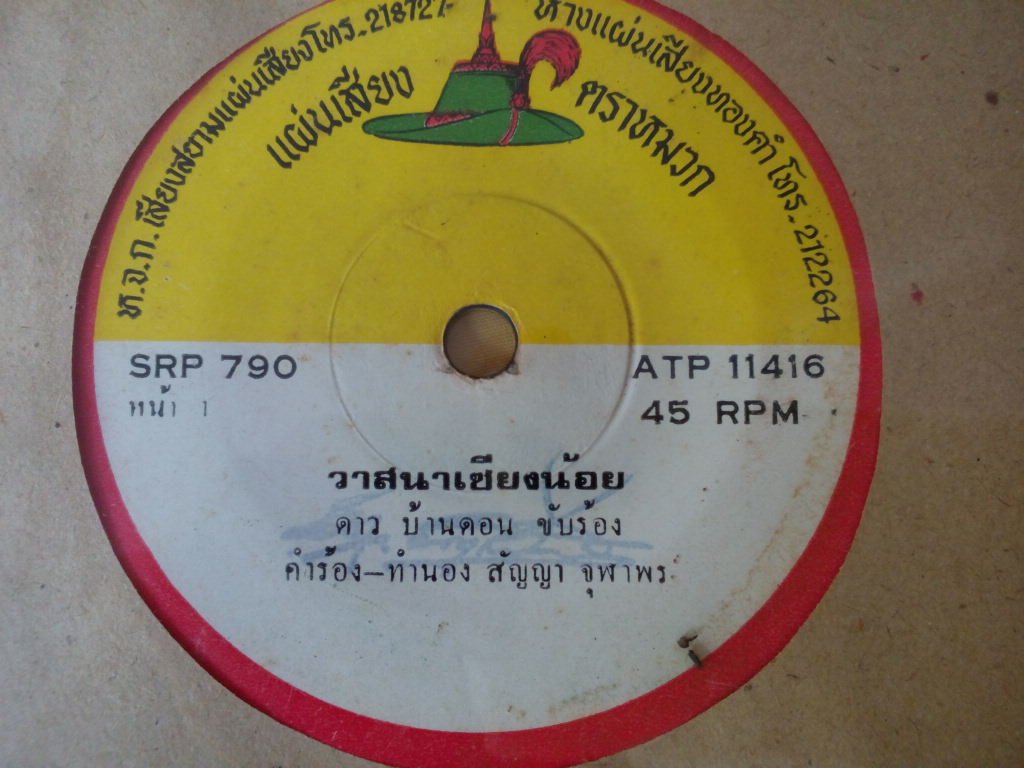 ห.จ.ก. เสียงสยามแผ่นเสียงโทร.218727
ห้างแผ่นเสียงทองคำ โทร.212264
แผ่นเสียง ตราหมวก
SRP 790
หน้า 1
ATP 11416
45 RPM
วาสนาเซียงน้อย
ดาว บ้านดอน ขับร้อง
คำร้อง–ทำนอง สัญญา จุฬาพร